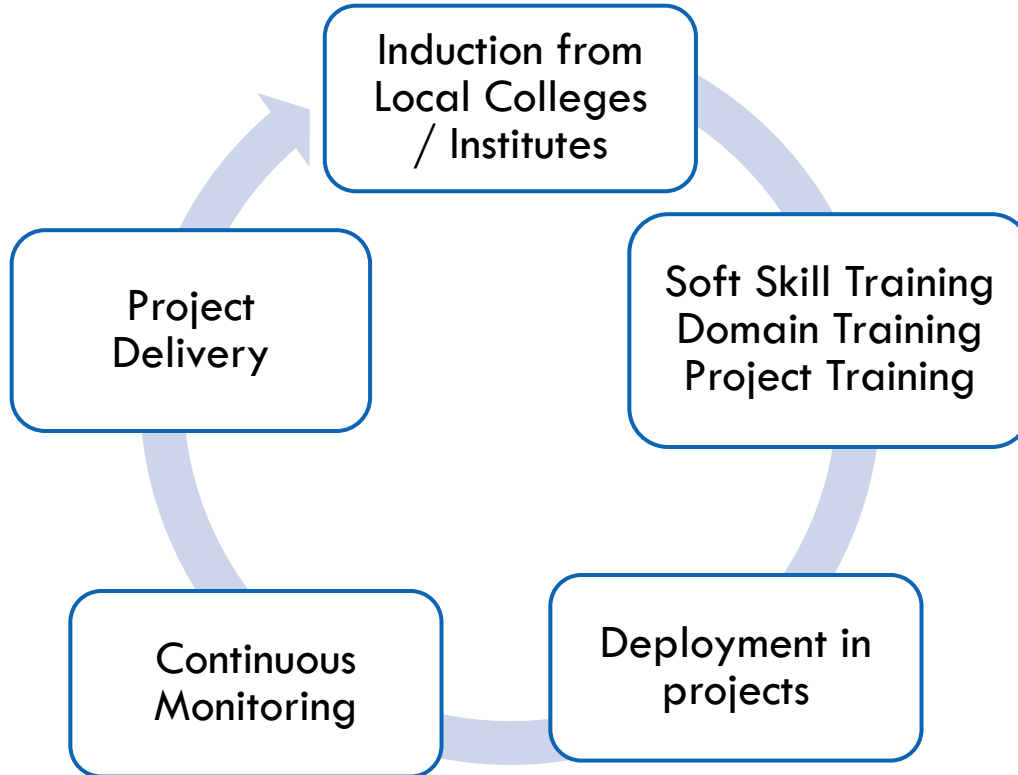 Induction from
Local Colleges
/ Institutes
Soft Skill Training
Domain Training
Project Training
Deployment in
projects
Continuous
Monitoring
Project
Delivery